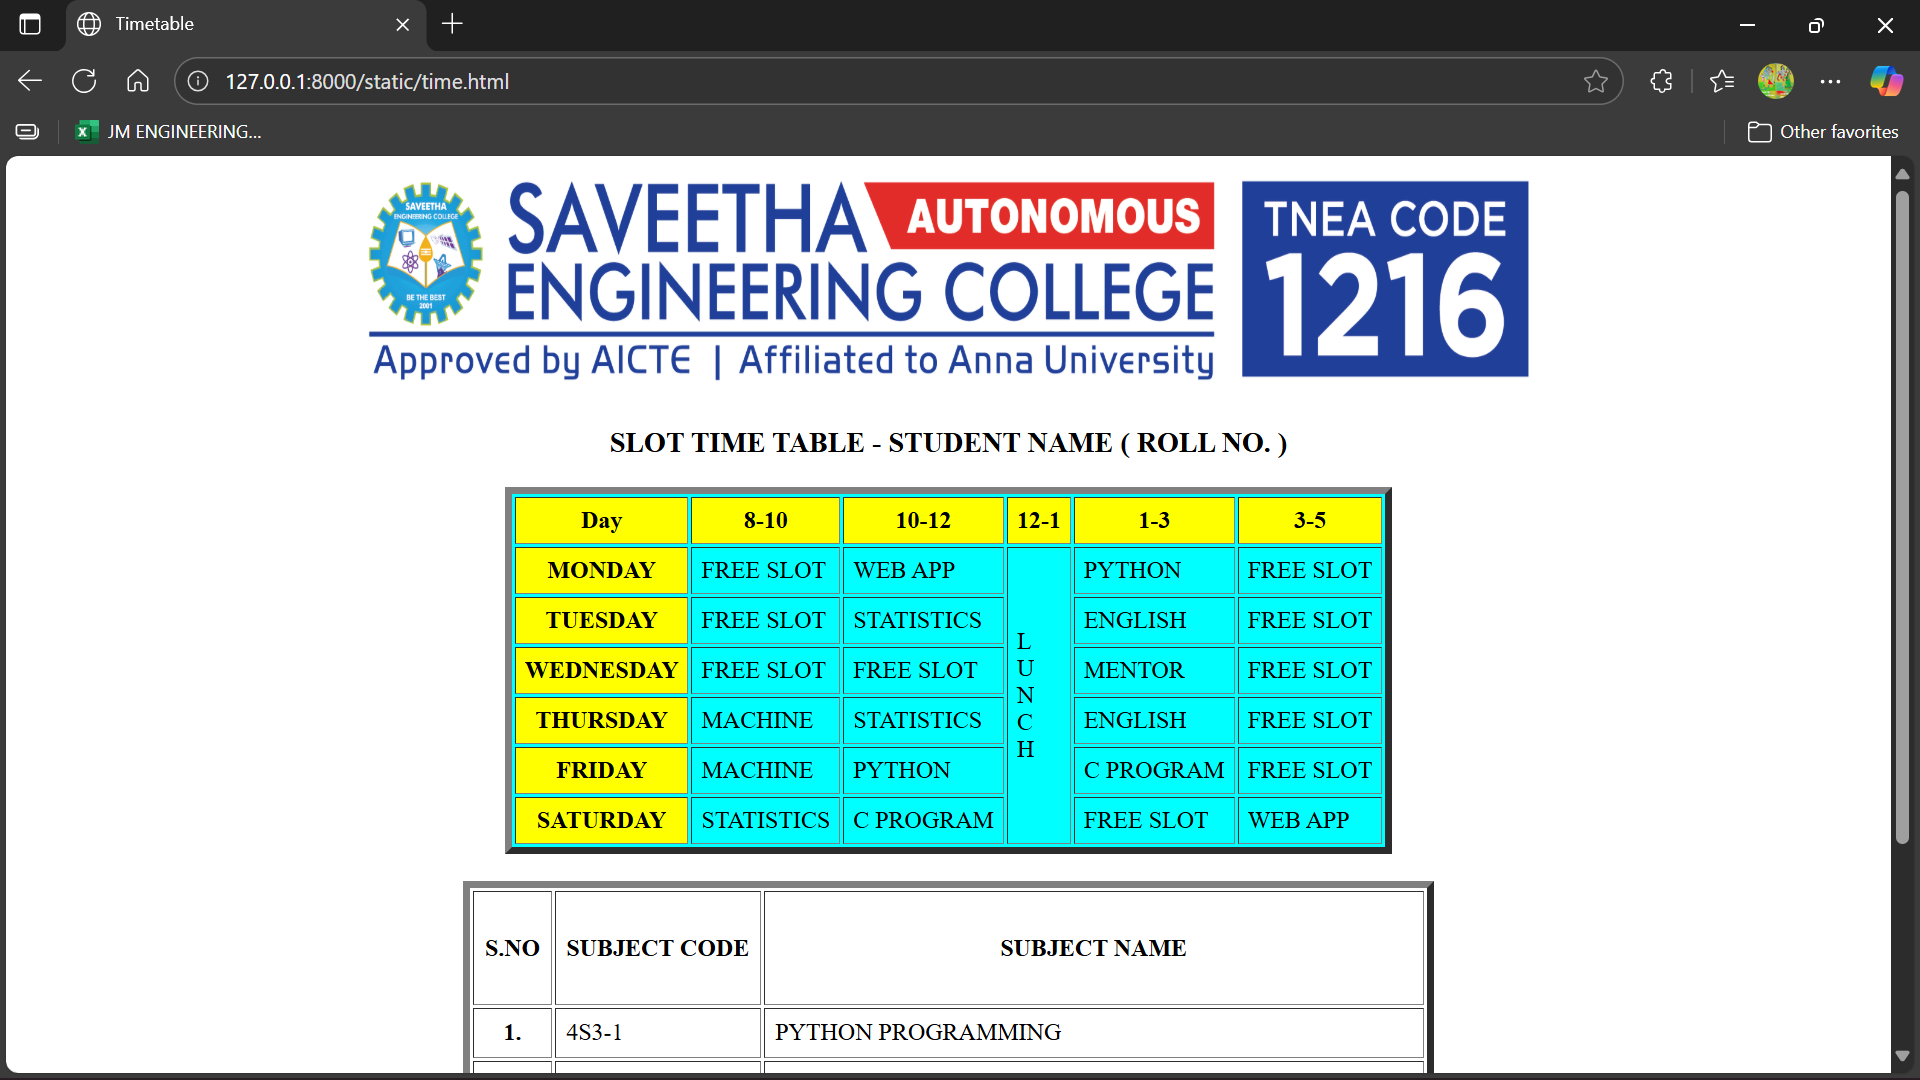 Timetable
127.0.0.1:8000/static/time.html
JM ENGINEERING...
Other favorites
SAVEETHA
ENGINEERING COLLEGE
BE THE BEST
2001
SAVEETHA AUTONOMOUS
ENGINEERING COLLEGE
Approved by AICTE | Affiliated to Anna University
TNEA CODE
1216
SLOT TIME TABLE - STUDENT NAME ( ROLL NO. )
Day 8-10 10-12 12-1 1-3 3-5
MONDAY FREE SLOT WEB APP PYTHON FREE SLOT
TUESDAY FREE SLOT STATISTICS ENGLISH FREE SLOT
WEDNESDAY FREE SLOT FREE SLOT MENTOR FREE SLOT
THURSDAY MACHINE STATISTICS ENGLISH FREE SLOT
FRIDAY MACHINE PYTHON C PROGRAM FREE SLOT
SATURDAY STATISTICS C PROGRAM FREE SLOT WEB APP
L
U
N
C
H
S.NO SUBJECT CODE SUBJECT NAME
1. 4S3-1 PYTHON PROGRAMMING